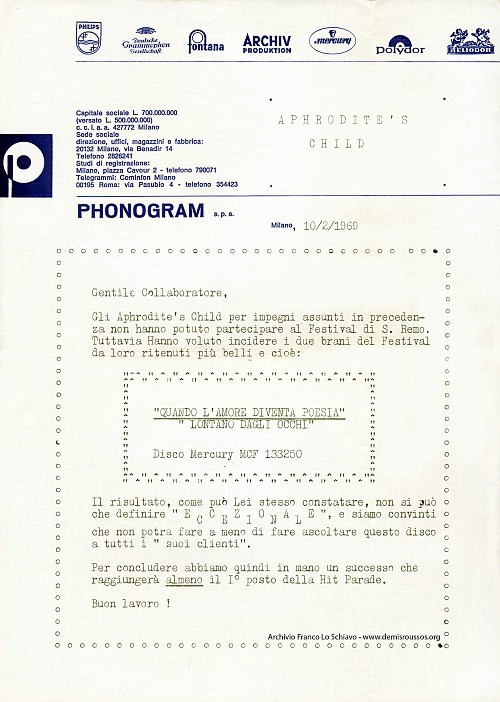 PHILIPS
Deutsche
Grammophon
Gesellschaft
fontana
ARCHIV
PRODUKTION
mercury
polydor
HELIODOR
Capitale sociale L. 700.000.000
(versato L. 500.000.000)
c. c. i. a. a. 427772 Milano
Sede sociale
direzione, uffici, magazzini e fabbrica:
20132 Milano, via Benadir 14
Telefono 2826241
Studi di registrazione:
Milano, piazza Cavour 2 - telefono 790071
Telegrammi: Cominfon Milano
00195 Roma: via Pasubio 4 - telefono 354423
APHRODITE'S
CHILD
PHONOGRAM s.p.a.
Milano, 10/2/1969
Gentile Collaboratore,
Gli Aphrodite's Child per impegni assunti in preceden-
za non hanno potuto partecipare al Festival di S. Remo.
Tuttavia Hanno voluto incidere i due brani del Festival
da loro ritenuti più belli e cioè:
"QUANDO L'AMORE DIVENTA POESIA"
" LONTANO DAGLI OCCHI"
Disco Mercury MCF 133250
Il risultato, come può Lei stesso constatare, non si può
che definire " E C C E Z I O N A L E ", e siamo convinti
che non potra fare a meno di fare ascoltare questo disco
a tutti i " suoi clienti".
Per concludere abbiamo quindi in mano un successo che
raggiungerà almeno il I° posto della Hit Parade.
Buon lavoro !
Archivio Franco Lo Schiavo - www.demisroussos.org